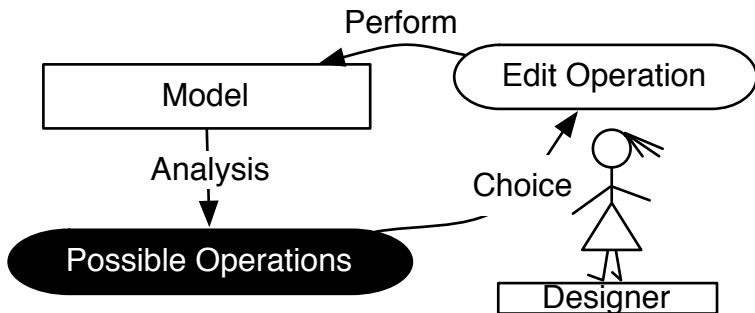 Perform
Edit Operation
Model
Analysis
Choice
Possible Operations
Designer